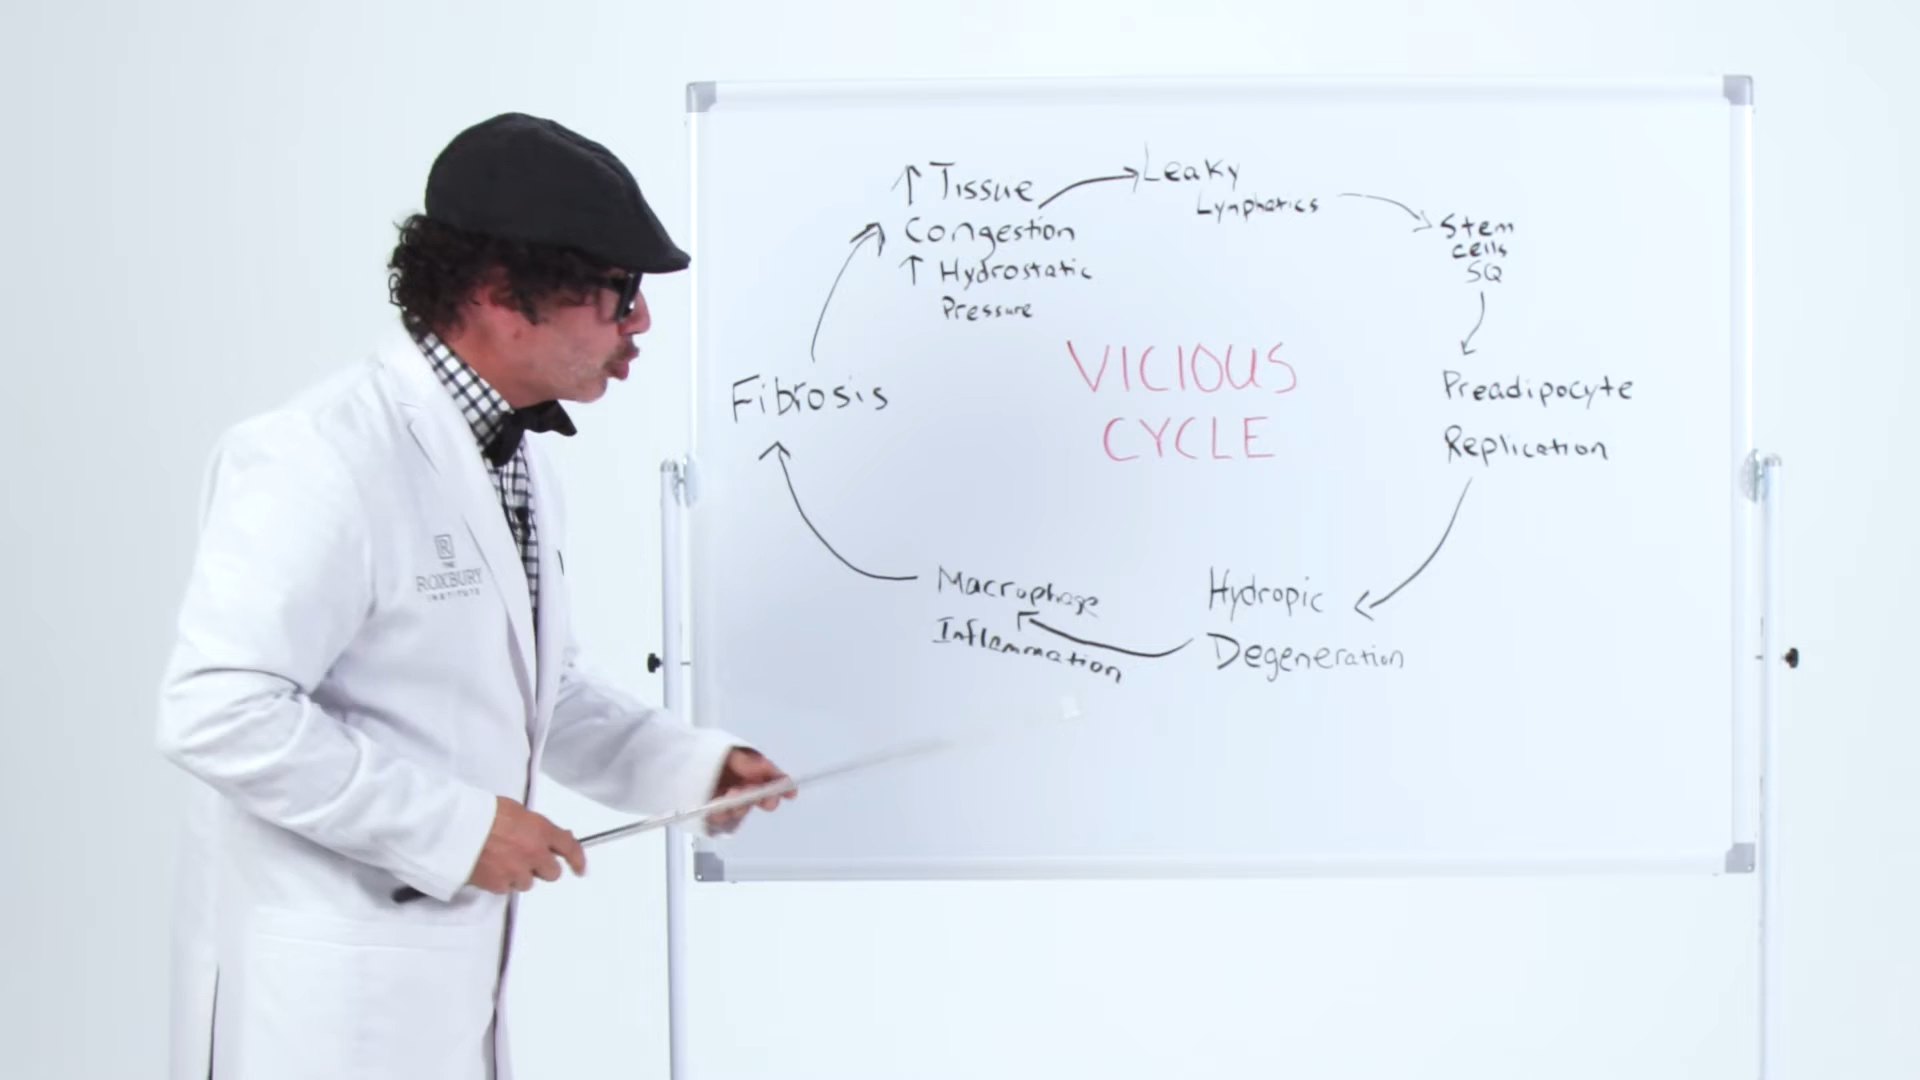 ↑ Tissue
Congestion
↑ Hydrostatic
Pressure
Leaky
Lymphatics
Stem
cells
SQ
Preadipocyte
Replication
Hydropic
Degeneration
Macrophage
Inflammation
Fibrosis
VICIOUS
CYCLE
R
THE
ROXBURY
INSTITUTE